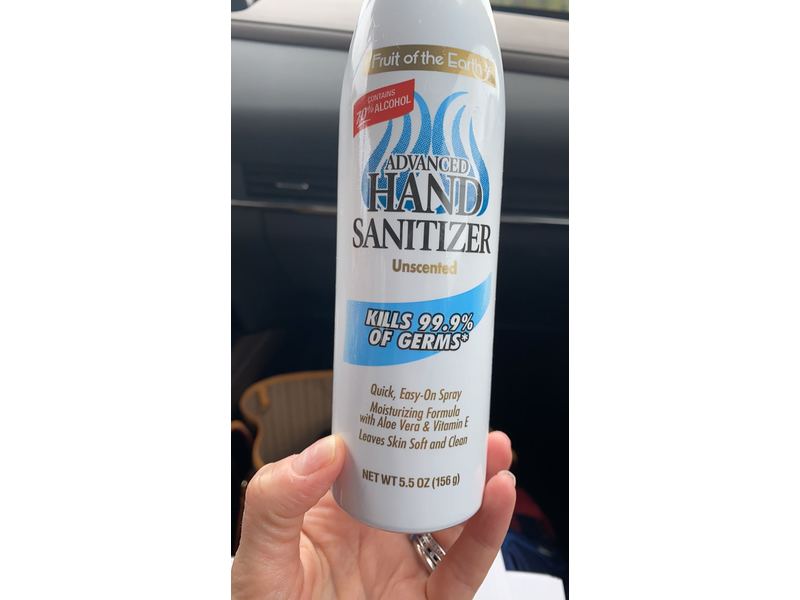 Fruit of the Earth
CONTAINS
70% ALCOHOL
ADVANCED
HAND
SANITIZER
Unscented
KILLS 99.9%
OF GERMS*
Quick, Easy-On Spray
Moisturizing Formula
with Aloe Vera & Vitamin E
Leaves Skin Soft and Clean
NET WT 5.5 OZ (156 g)